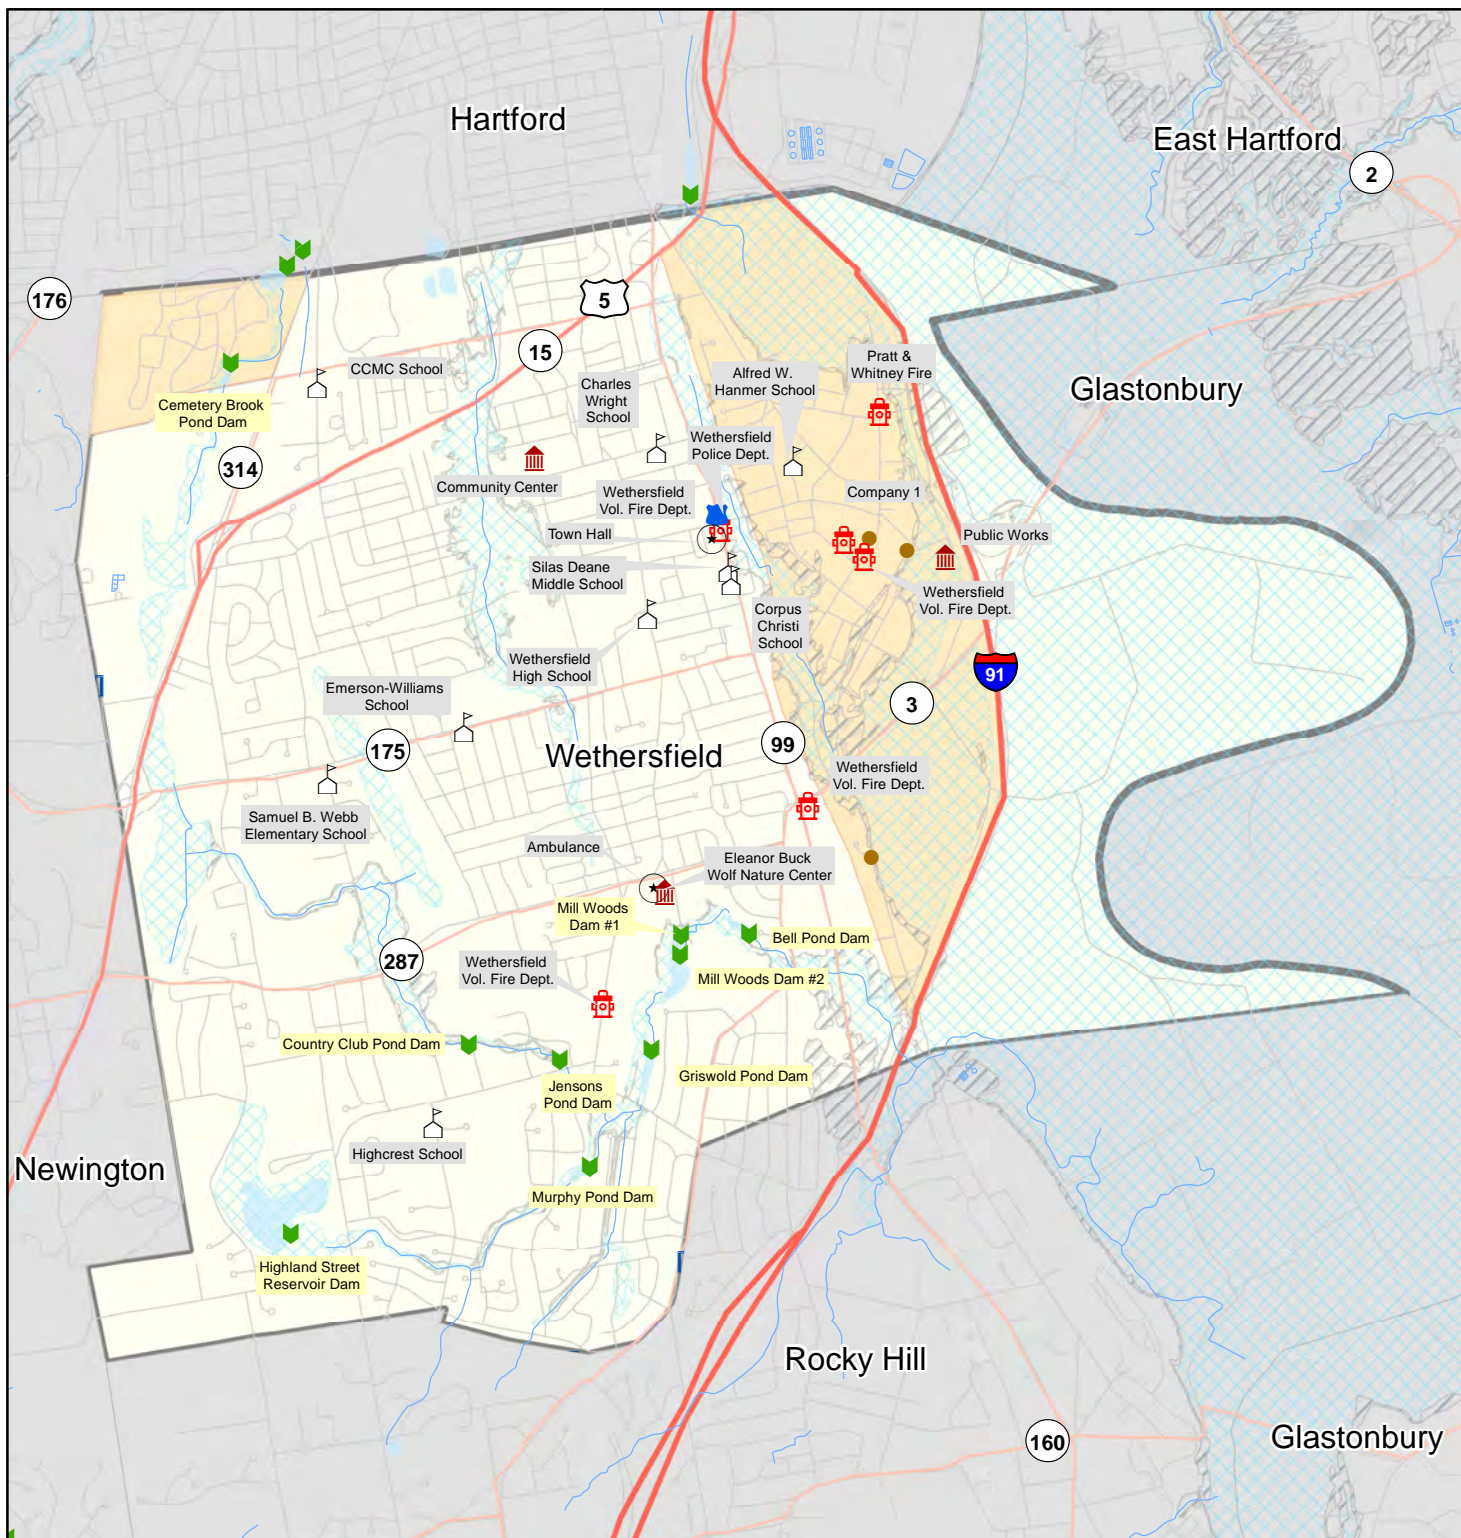 Hartford
East Hartford
2
176
5
15
CCMC School
Charles
Wright
School
Alfred W.
Hanmer School
Pratt &
Whitney Fire
Glastonbury
Cemetery Brook
Pond Dam
314
Wethersfield
Police Dept.
Community Center
Wethersfield
Vol. Fire Dept.
Company 1
Town Hall
Public Works
Silas Deane
Middle School
Wethersfield
Vol. Fire Dept.
Corpus
Christi
School
Wethersfield
High School
91
Emerson-Williams
School
3
175
Wethersfield
99
Wethersfield
Vol. Fire Dept.
Samuel B. Webb
Elementary School
Ambulance
Eleanor Buck
Wolf Nature Center
Mill Woods
Dam #1
Bell Pond Dam
287
Wethersfield
Vol. Fire Dept.
Mill Woods Dam #2
Country Club Pond Dam
Jensons
Pond Dam
Griswold Pond Dam
Highcrest School
Newington
Murphy Pond Dam
Highland Street
Reservoir Dam
Rocky Hill
160
Glastonbury